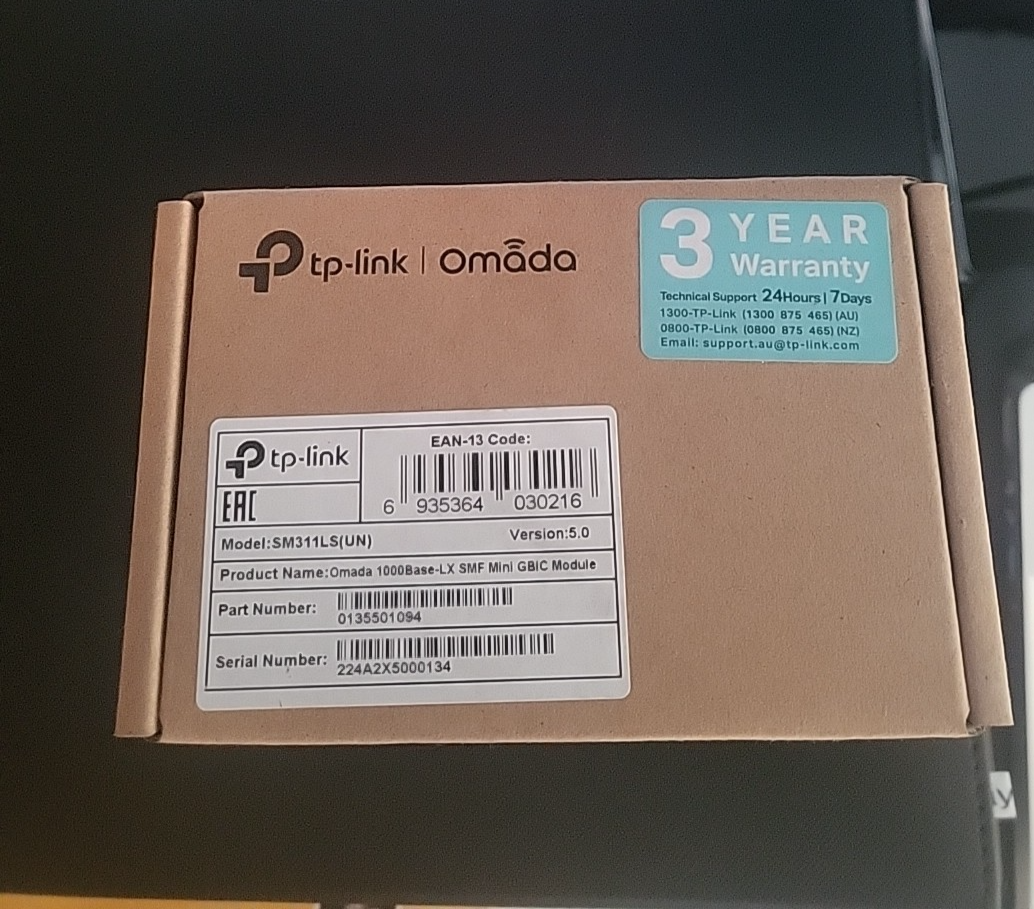 tp-link | Omada
3 YEAR
Warranty
Technical Support 24Hours | 7Days
1300-TP-Link (1300 875 465) (AU)
0800-TP-Link (0800 875 465) (NZ)
Email: support.au@tp-link.com
tp-link
EAC
EAN-13 Code:
6 935364 030216
Model:SM311LS(UN) Version:5.0
Product Name:Omada 1000Base-LX SMF Mini GBIC Module
Part Number: 0135501094
Serial Number: 224A2X5000134